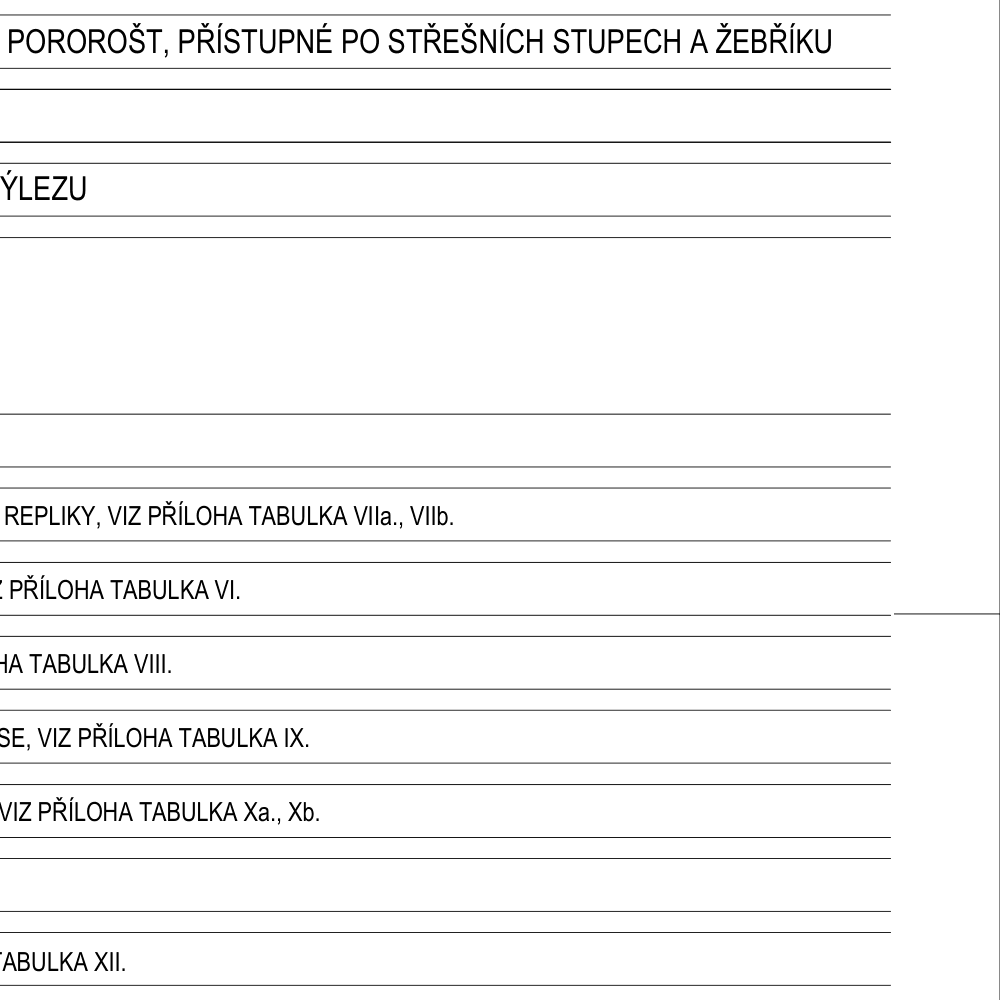 POROROŠT, PŘÍSTUPNÉ PO STŘEŠNÍCH STUPECH A ŽEBŘÍKU
ÝLEZU
REPLIKY, VIZ PŘÍLOHA TABULKA VIIa., VIIb.
PŘÍLOHA TABULKA VI.
HA TABULKA VIII.
SE, VIZ PŘÍLOHA TABULKA IX.
VIZ PŘÍLOHA TABULKA Xa., Xb.
TABULKA XII.